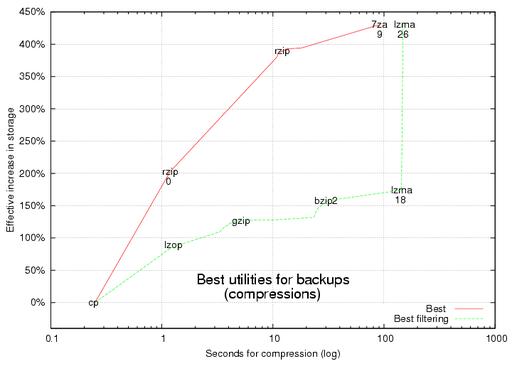 450%
400%
350%
300%
250%
200%
150%
100%
50%
0%
Effective increase in storage
7za
9
lzma
26
rzip
rzip
0
lzma
18
bzip2
gzip
lzop
cp
Best utilities for backups
(compressions)
Best
Best filtering
0.1
1
10
100
1000
Seconds for compression (log)